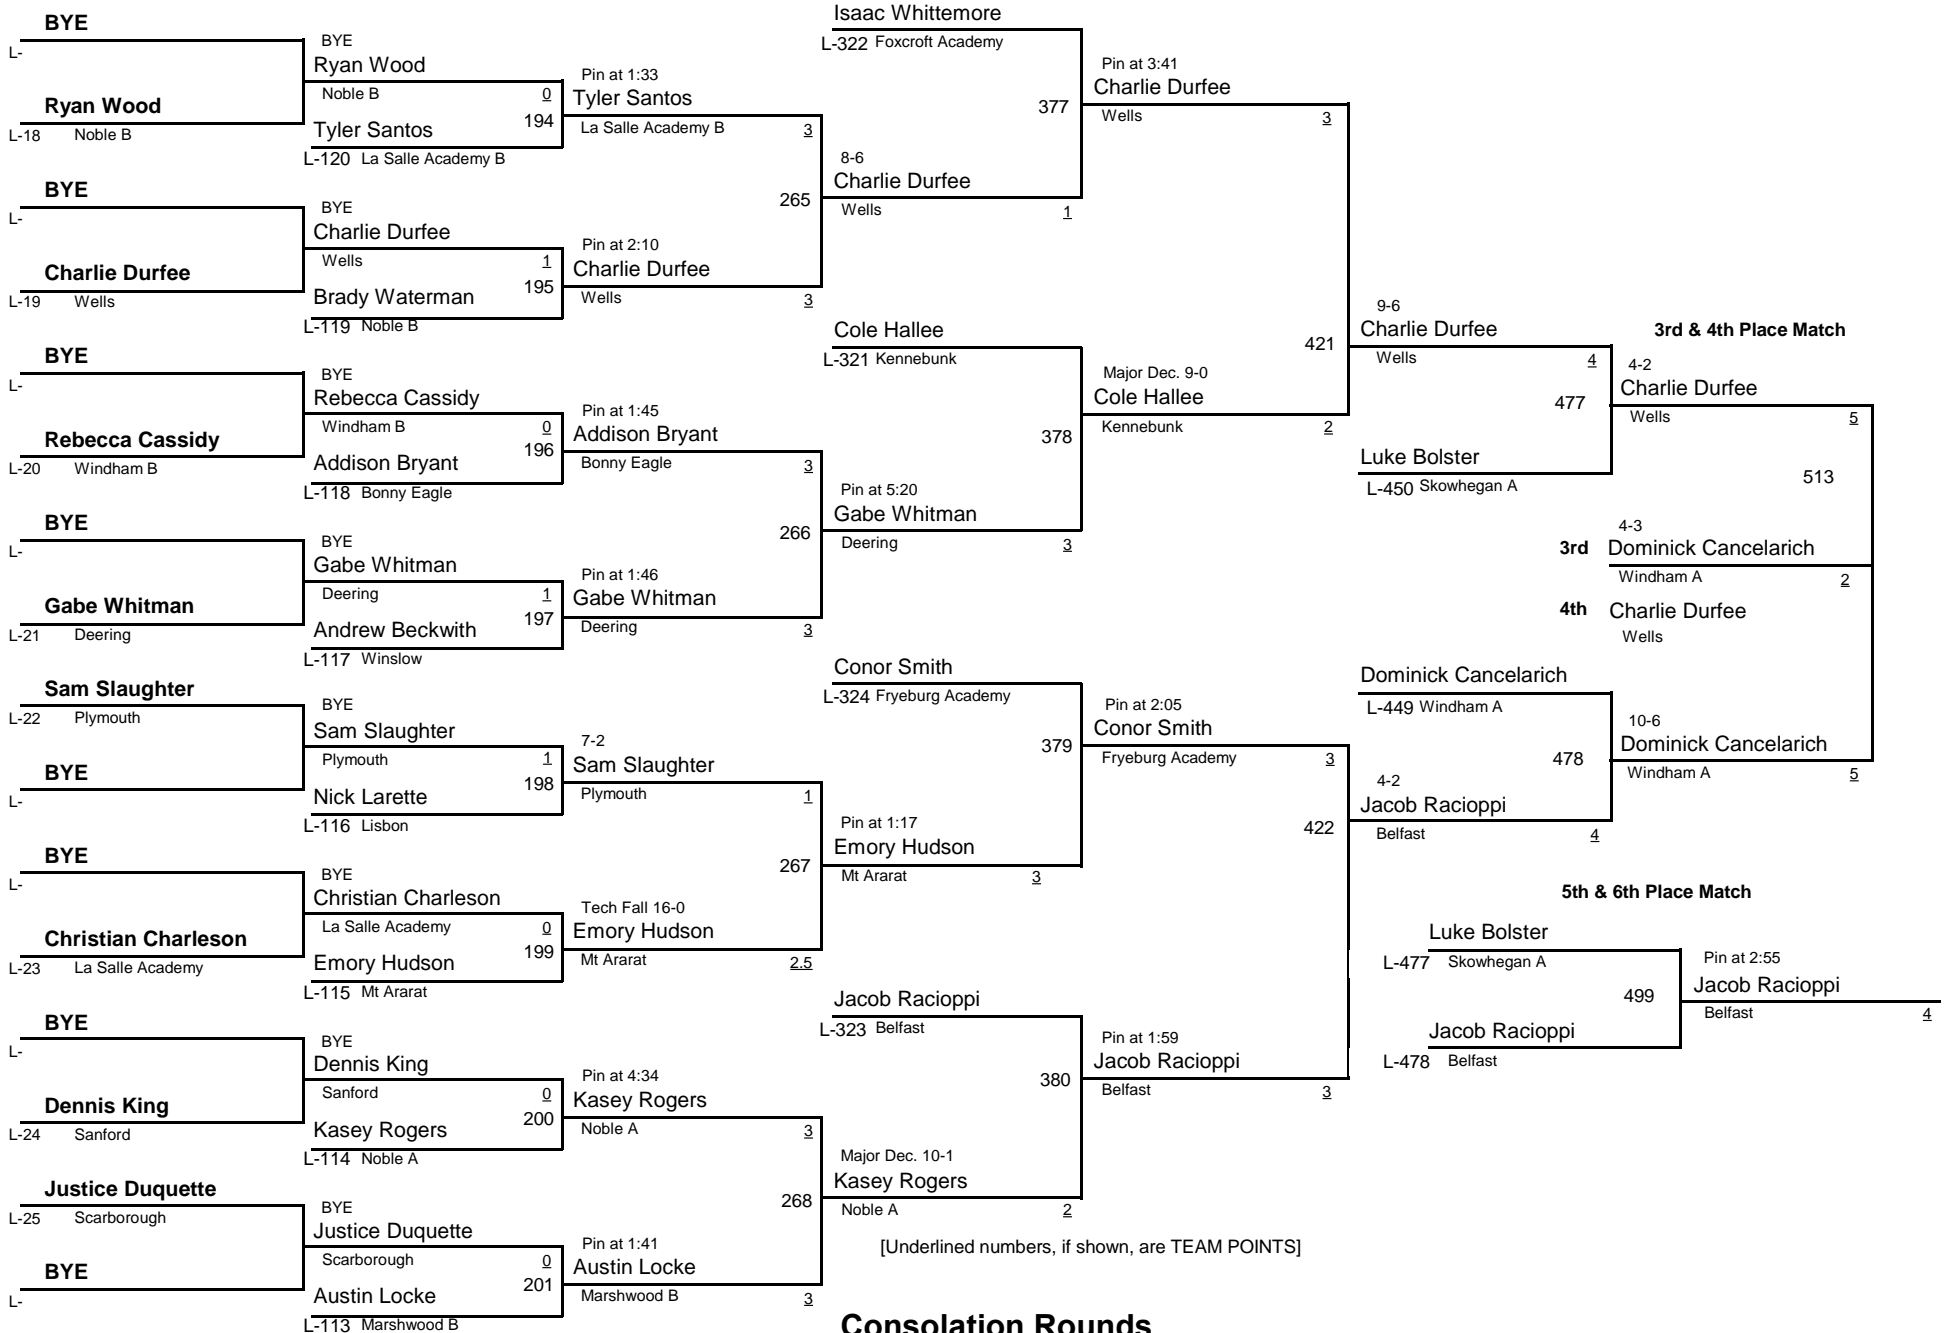 BYE
L-
Ryan Wood
L-18 Noble B
BYE
L-
Charlie Durfee
L-19 Wells
BYE
L-
Rebecca Cassidy
L-20 Windham B
BYE
L-
Gabe Whitman
L-21 Deering
Sam Slaughter
L-22 Plymouth
BYE
L-
BYE
L-
Christian Charleson
L-23 La Salle Academy
BYE
L-
Dennis King
L-24 Sanford
Justice Duquette
L-25 Scarborough
BYE
L-
BYE
Ryan Wood
Noble B 0
194
Tyler Santos
L-120 La Salle Academy B
BYE
Charlie Durfee
Wells 1
195
Brady Waterman
L-119 Noble B
BYE
Rebecca Cassidy
Windham B 0
196
Addison Bryant
L-118 Bonny Eagle
BYE
Gabe Whitman
Deering 1
197
Andrew Beckwith
L-117 Winslow
BYE
Sam Slaughter
Plymouth 1
198
Nick Larette
L-116 Lisbon
BYE
Christian Charleson
La Salle Academy 0
199
Emory Hudson
L-115 Mt Ararat
BYE
Dennis King
Sanford 0
200
Kasey Rogers
L-114 Noble A
BYE
Justice Duquette
Scarborough 0
201
Austin Locke
L-113 Marshwood B
Pin at 1:33
Tyler Santos
La Salle Academy B 3
265
Pin at 2:10
Charlie Durfee
Wells 3
Pin at 1:45
Addison Bryant
Bonny Eagle 3
266
Pin at 1:46
Gabe Whitman
Deering 3
7-2
Sam Slaughter
Plymouth 1
267
Tech Fall 16-0
Emory Hudson
Mt Ararat 2.5
Pin at 4:34
Kasey Rogers
Noble A 3
268
Pin at 1:41
Austin Locke
Marshwood B 3
Isaac Whittemore
L-322 Foxcroft Academy
377
8-6
Charlie Durfee
Wells 1
Cole Hallee
L-321 Kennebunk
378
Pin at 5:20
Gabe Whitman
Deering 3
Conor Smith
L-324 Fryeburg Academy
379
Pin at 1:17
Emory Hudson
Mt Ararat 3
Jacob Racioppi
L-323 Belfast
380
Major Dec. 10-1
Kasey Rogers
Noble A 2
Pin at 3:41
Charlie Durfee
Wells 3
421
Major Dec. 9-0
Cole Hallee
Kennebunk 2
Pin at 2:05
Conor Smith
Fryeburg Academy 3
422
Pin at 1:59
Jacob Racioppi
Belfast 3
9-6
Charlie Durfee
Wells 4
477
Luke Bolster
L-450 Skowhegan A
Dominick Cancelarich
L-449 Windham A
478
4-2
Jacob Racioppi
Belfast 4
3rd & 4th Place Match
4-2
Charlie Durfee
Wells 5
513
4-3
3rd Dominick Cancelarich
Windham A 2
4th Charlie Durfee
Wells
10-6
Dominick Cancelarich
Windham A 5
5th & 6th Place Match
Luke Bolster
L-477 Skowhegan A
499
Jacob Racioppi
L-478 Belfast
Pin at 2:55
Jacob Racioppi
Belfast 4
[Underlined numbers, if shown, are TEAM POINTS]
Consolation Rounds